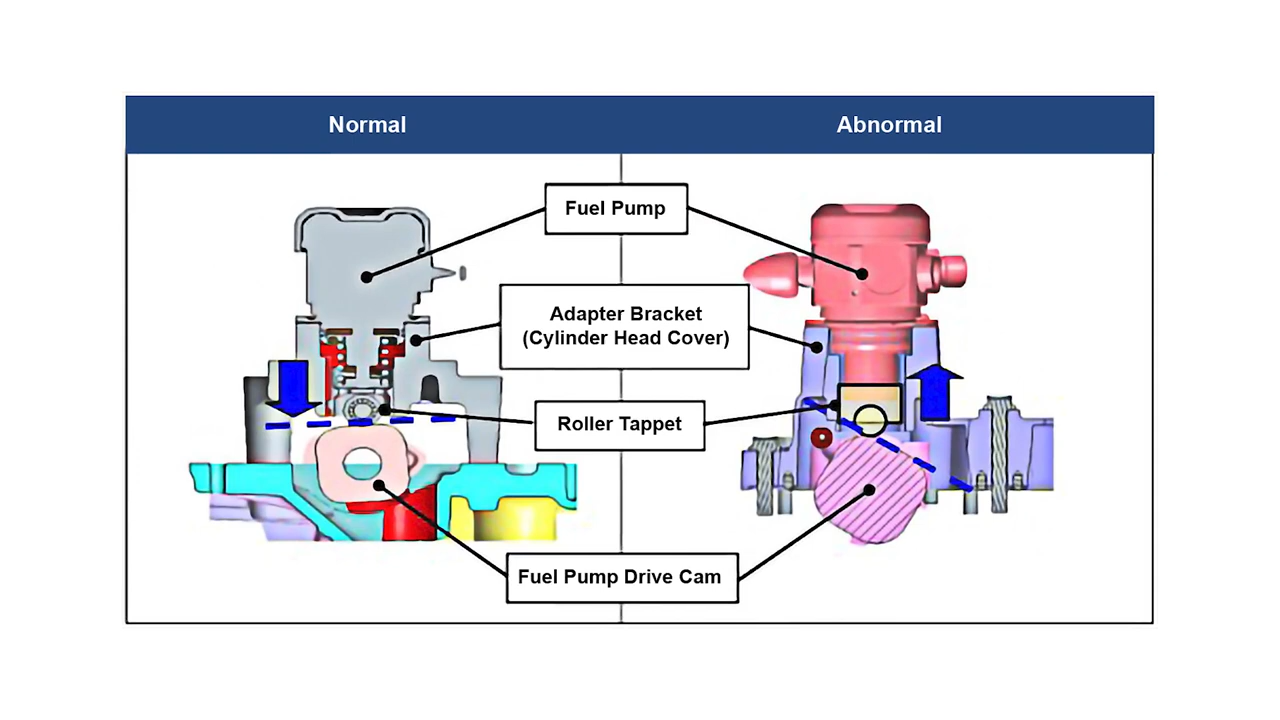 Normal
Abnormal
Fuel Pump
Adapter Bracket
(Cylinder Head Cover)
Roller Tappet
Fuel Pump Drive Cam